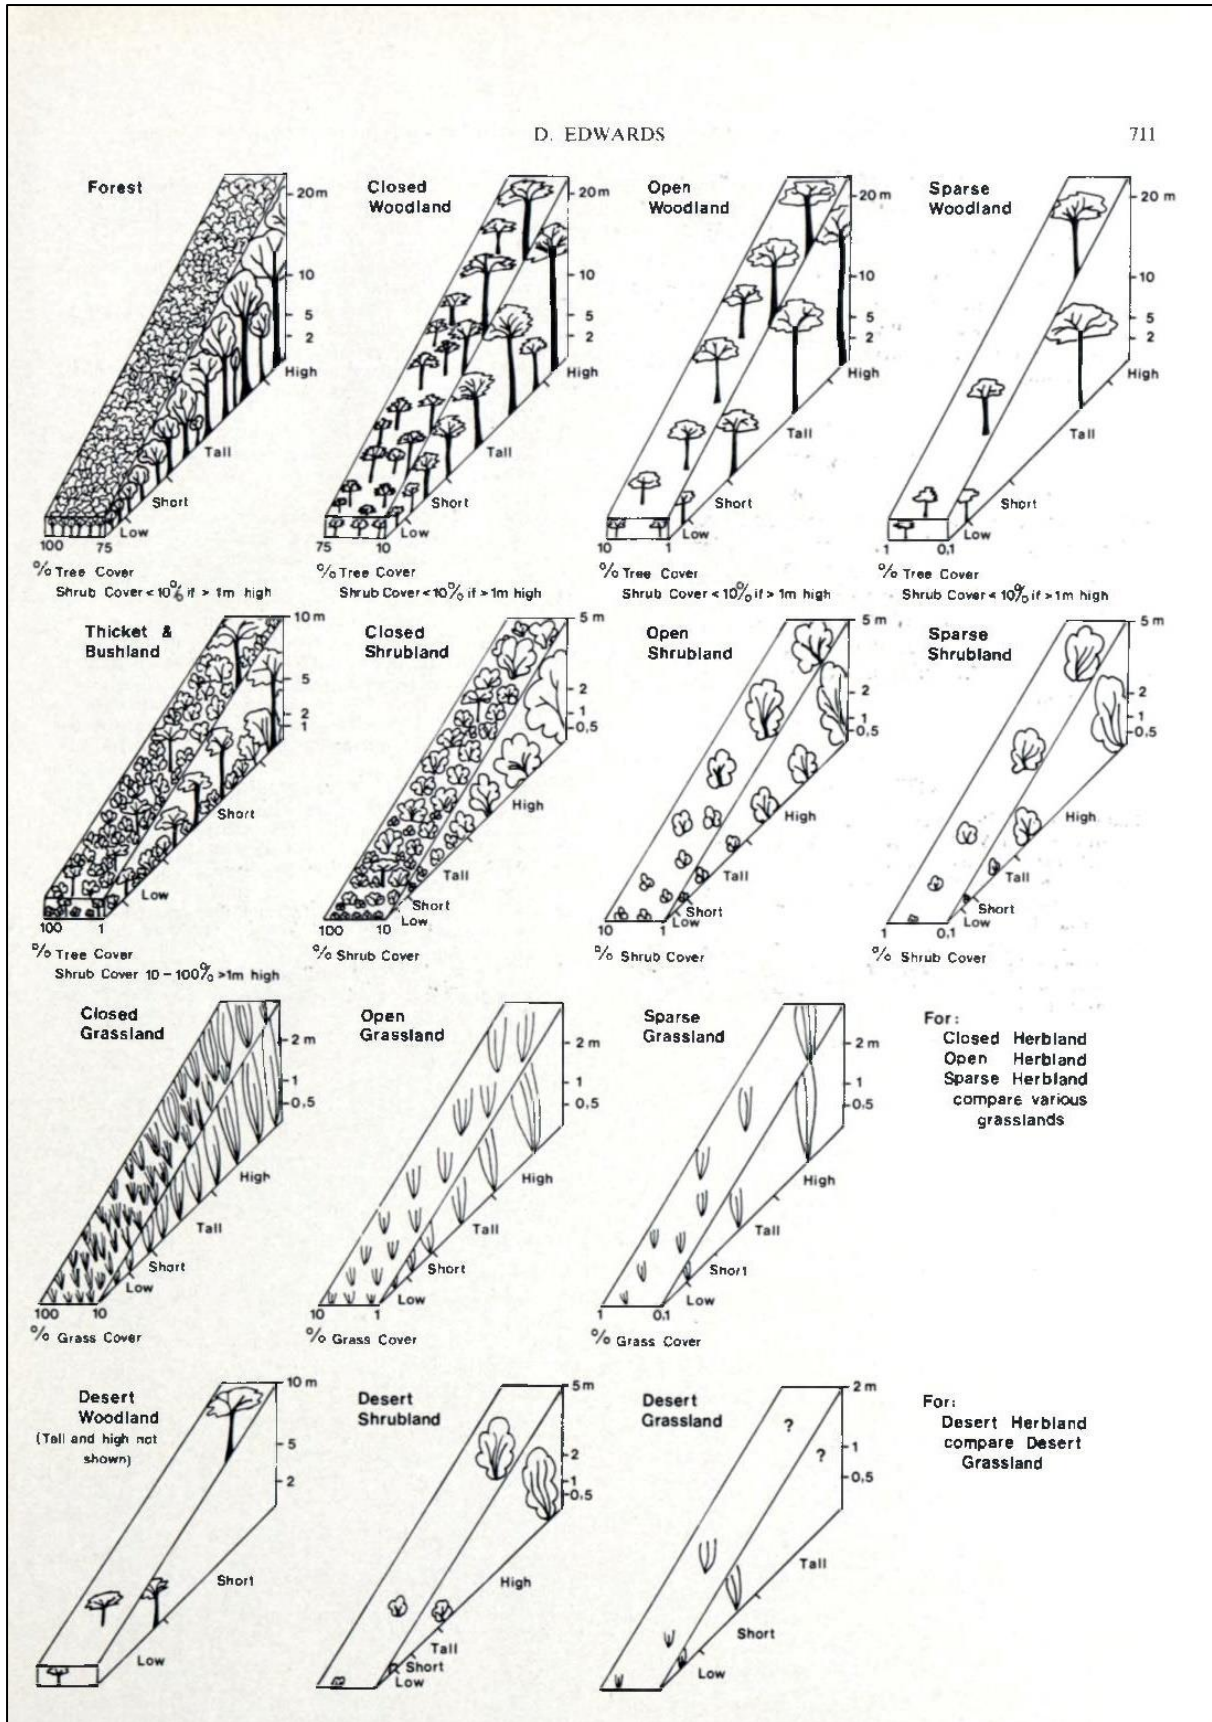 D. EDWARDS 711
Forest
20 m
10
5
2
High
Tall
Short
Low
100 75
% Tree Cover
Shrub Cover < 10% if > 1m high
Closed
Woodland
20 m
10
5
2
High
Tall
Short
Low
75 10
% Tree Cover
Shrub Cover < 10% if > 1m high
Open
Woodland
20 m
10
5
2
High
Tall
Short
Low
10 1
% Tree Cover
Shrub Cover < 10% if > 1m high
Sparse
Woodland
20 m
10
5
2
High
Tall
Short
Low
1 0,1
% Tree Cover
Shrub Cover < 10% if > 1m high
Thicket &
Bushland
10 m
5
2
1
Short
Low
100 1
% Tree Cover
Shrub Cover 10 – 100% >1m high
Closed
Shrubland
5 m
2
1
0,5
High
Tall
Short
Low
100 10
% Shrub Cover
Open
Shrubland
5 m
2
1
0,5
High
Tall
Short
Low
10 1
% Shrub Cover
Sparse
Shrubland
5 m
2
1
0,5
High
Tall
Short
Low
1 0,1
% Shrub Cover
Closed
Grassland
2 m
1
0,5
High
Tall
Short
Low
100 10
% Grass Cover
Open
Grassland
2 m
1
0,5
High
Tall
Short
Low
10 1
% Grass Cover
Sparse
Grassland
2 m
1
0,5
High
Tall
Short
Low
1 0,1
% Grass Cover
For:
Closed Herbland
Open Herbland
Sparse Herbland
compare various
grasslands
Desert
Woodland
(Tall and high not
shown)
10 m
5
2
Short
Low
Desert
Shrubland
5 m
2
1
0,5
High
Tall
Short
Low
Desert
Grassland
2 m
1
0,5
?
?
Tall
Short
Low
For:
Desert Herbland
compare Desert
Grassland